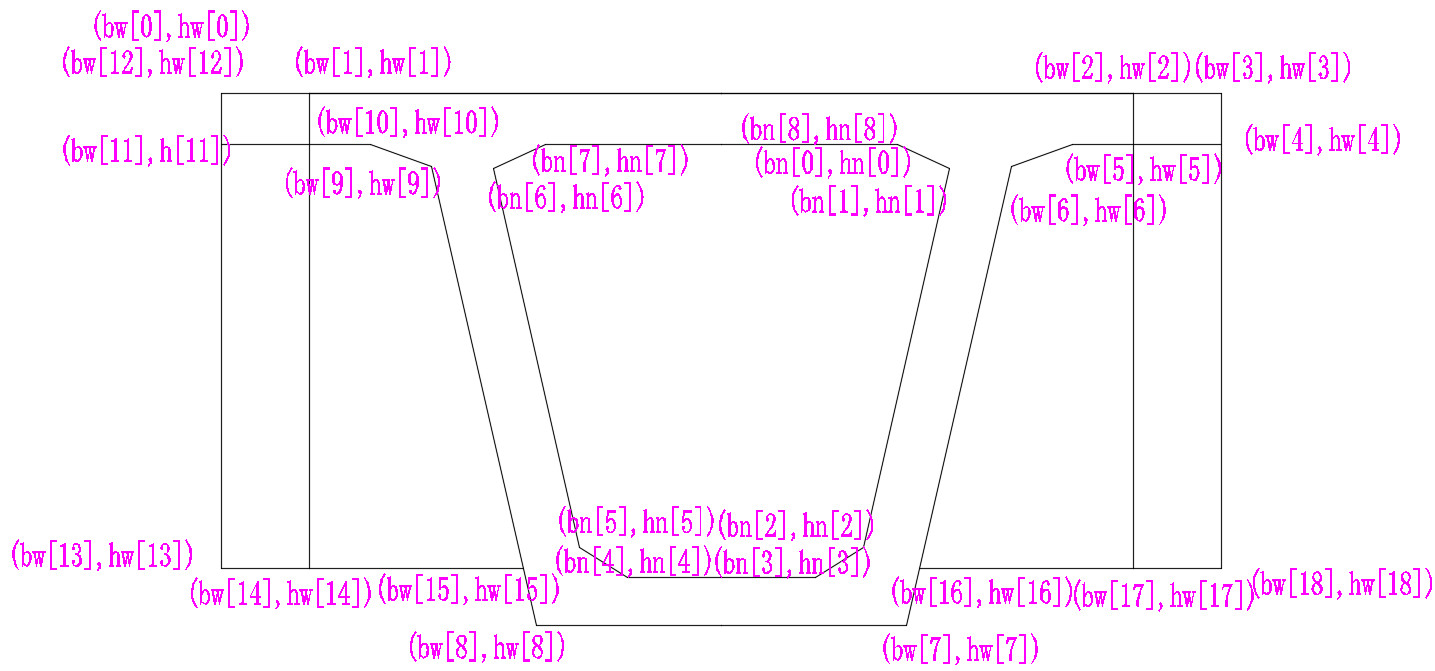 (bw[0],hw[0])
(bw[12],hw[12])
(bw[1],hw[1])
(bw[2],hw[2])
(bw[3],hw[3])
(bw[10],hw[10])
(bn[8],hn[8])
(bw[4],hw[4])
(bw[11],h[11])
(bn[7],hn[7])
(bn[0],hn[0])
(bw[5],hw[5])
(bw[9],hw[9])
(bn[6],hn[6])
(bn[1],hn[1])
(bw[6],hw[6])
(bn[5],hn[5])
(bn[2],hn[2])
(bw[13],hw[13])
(bn[4],hn[4])
(bn[3],hn[3])
(bw[14],hw[14])
(bw[15],hw[15])
(bw[16],hw[16])
(bw[17],hw[17])
(bw[18],hw[18])
(bw[8],hw[8])
(bw[7],hw[7])